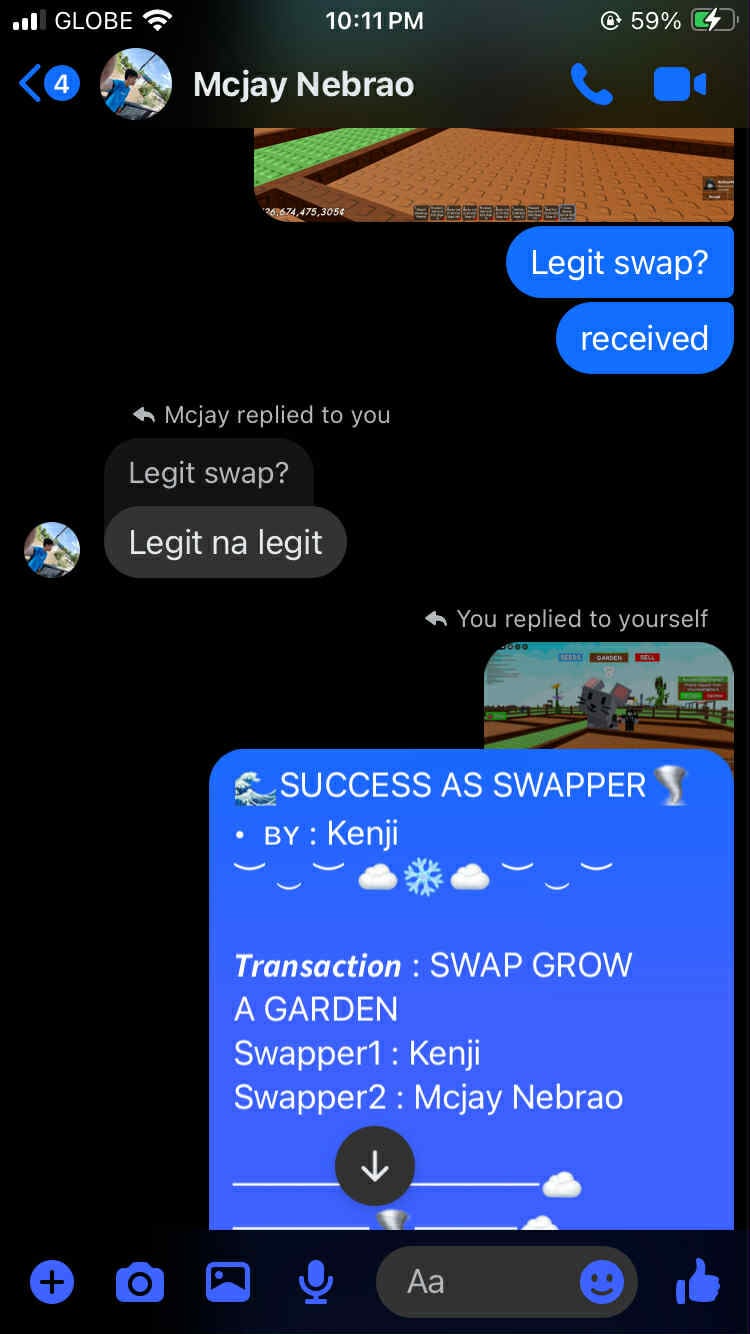 GLOBE 10:11 PM 59%
4 Mcjay Nebrao
26,674,475,305¢
Legit swap?
received
Mcjay replied to you
Legit swap?
Legit na legit
You replied to yourself
SEEDS GARDEN SELL
🌊SUCCESS AS SWAPPER🌪️
• BY : Kenji
︶‿︶☁️❄️☁️︶‿︶
Transaction : SWAP GROW
A GARDEN
Swapper1 : Kenji
Swapper2 : Mcjay Nebrao
Aa